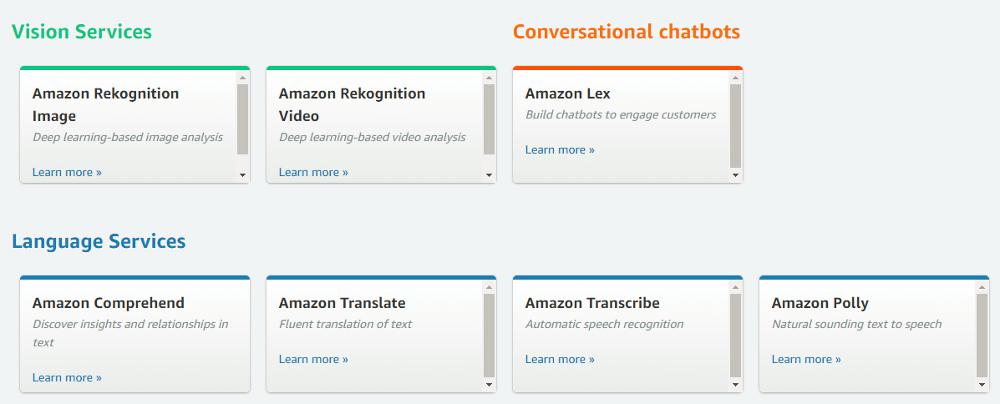 Vision Services
Conversational chatbots
Amazon Rekognition
Image
Deep learning-based image analysis
Learn more »
Amazon Rekognition
Video
Deep learning-based video analysis
Learn more »
Amazon Lex
Build chatbots to engage customers
Learn more »
Language Services
Amazon Comprehend
Discover insights and relationships in
text
Learn more »
Amazon Translate
Fluent translation of text
Learn more »
Amazon Transcribe
Automatic speech recognition
Learn more »
Amazon Polly
Natural sounding text to speech
Learn more »